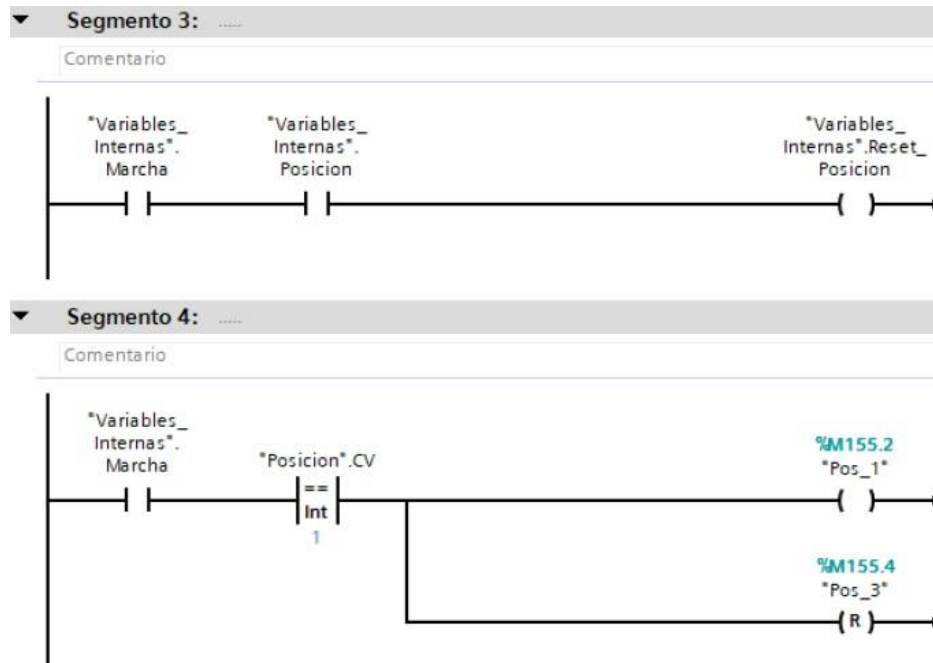 Segmento 3: .....
Comentario
"Variables_
Internas".
Marcha
"Variables_
Internas".
Posicion
"Variables_
Internas".Reset_
Posicion
Segmento 4: .....
Comentario
"Variables_
Internas".
Marcha
"Posicion".CV
==
Int
1
%M155.2
"Pos_1"
%M155.4
"Pos_3"
R